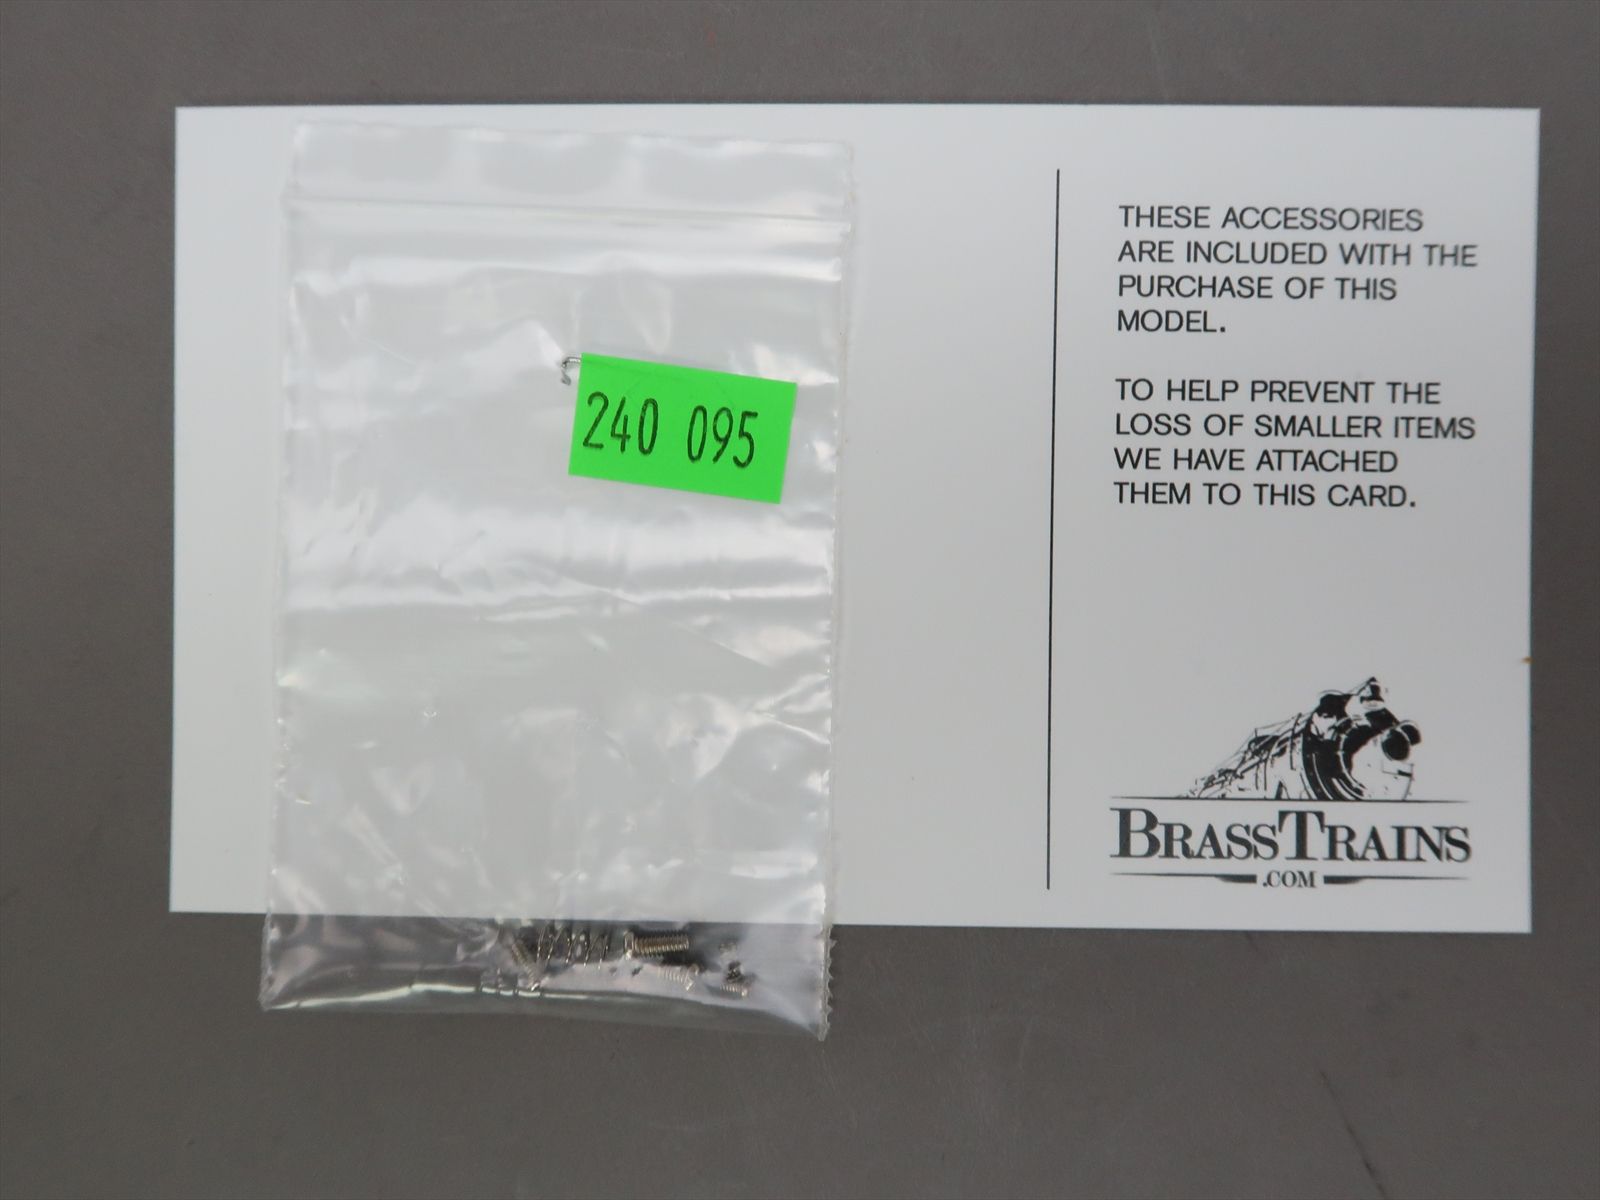 240 095
THESE ACCESSORIES
ARE INCLUDED WITH THE
PURCHASE OF THIS
MODEL.
TO HELP PREVENT THE
LOSS OF SMALLER ITEMS
WE HAVE ATTACHED
THEM TO THIS CARD.
BRASSTRAINS
.COM